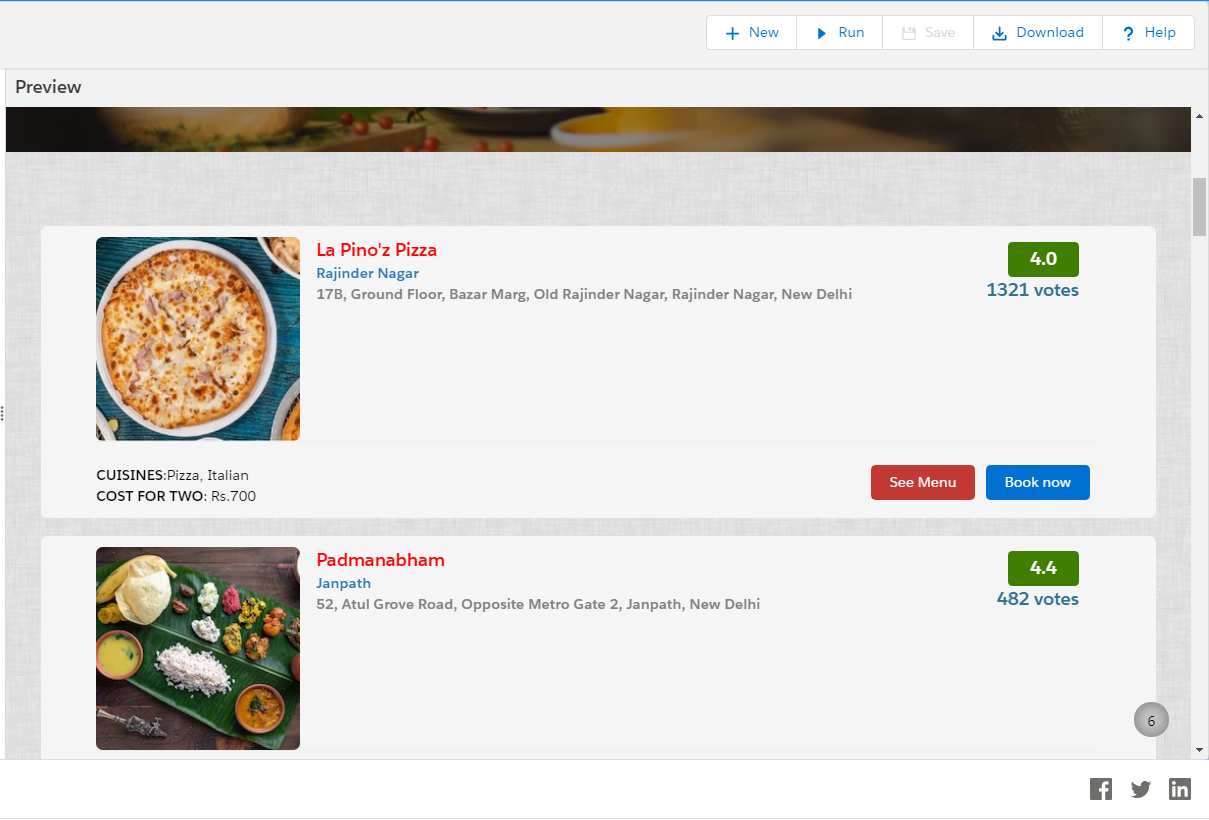 New
Run
Save
Download
? Help
Preview
La Pino'z Pizza
4.0
Rajinder Nagar
1321 votes
17B, Ground Floor, Bazar Marg, Old Rajinder Nagar, Rajinder Nagar, New Delhi
CUISINES:Pizza, Italian
See Menu
Book now
COST FOR TWO: Rs.700
Padmanabham
4.4
Janpath
482 votes
52, Atul Grove Road, Opposite Metro Gate 2, Janpath, New Delhi
6